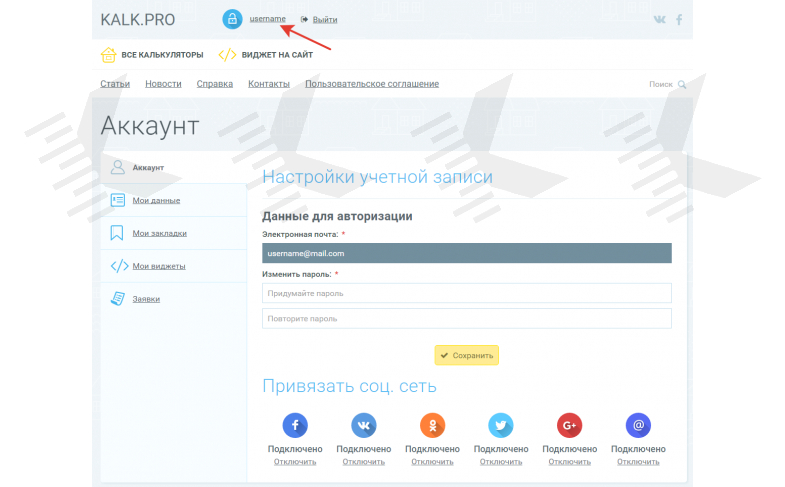 KALK.PRO username Выйти
ВСЕ КАЛЬКУЛЯТОРЫ ВИДЖЕТ НА САЙТ
Статьи Новости Справка Контакты Пользовательское соглашение Поиск
Аккаунт
Аккаунт
Мои данные
Мои закладки
Мои виджеты
Заявки
Настройки учетной записи
Данные для авторизации
Электронная почта: *
username@mail.com
Изменить пароль: *
Придумайте пароль
Повторите пароль
Сохранить
Привязать соц. сеть
Подключено Подключено Подключено Подключено Подключено Подключено
Отключить Отключить Отключить Отключить Отключить Отключить